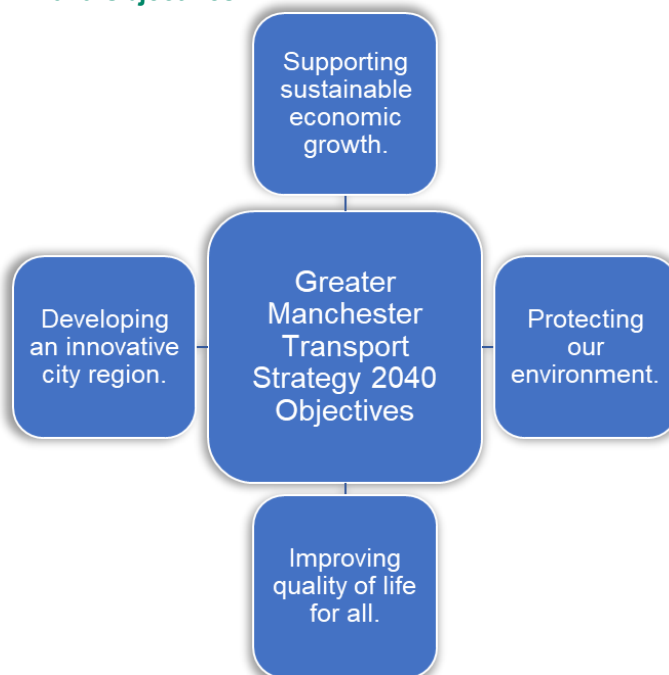 Supporting
sustainable
economic
growth.
Developing
an innovative
city region.
Greater
Manchester
Transport
Strategy 2040
Objectives
Protecting
our
environment.
Improving
quality of life
for all.